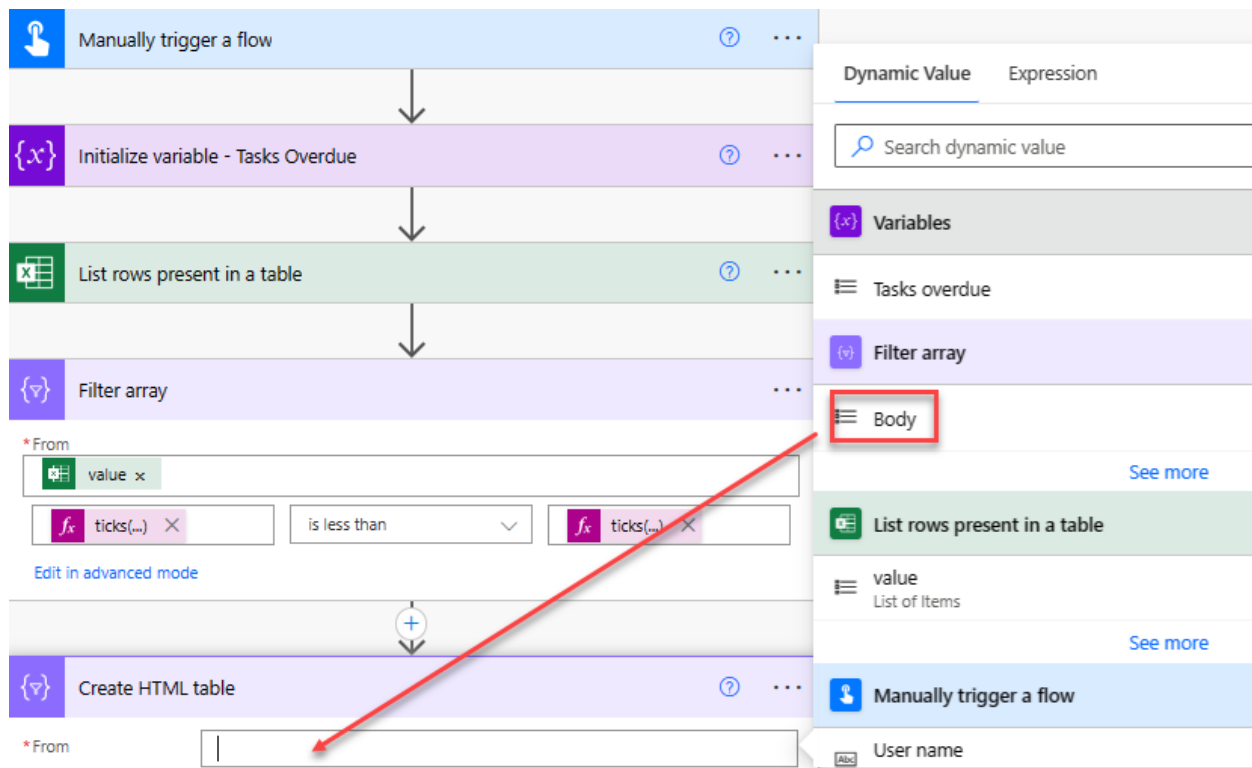 Manually trigger a flow
Initialize variable - Tasks Overdue
List rows present in a table
Filter array
*From
value ×
fx ticks(...) ×
is less than
fx ticks(...) ×
Edit in advanced mode
+
Create HTML table
*From
Dynamic Value Expression
Search dynamic value
{x} Variables
Tasks overdue
Filter array
Body
See more
List rows present in a table
value
List of Items
See more
Manually trigger a flow
Abc User name